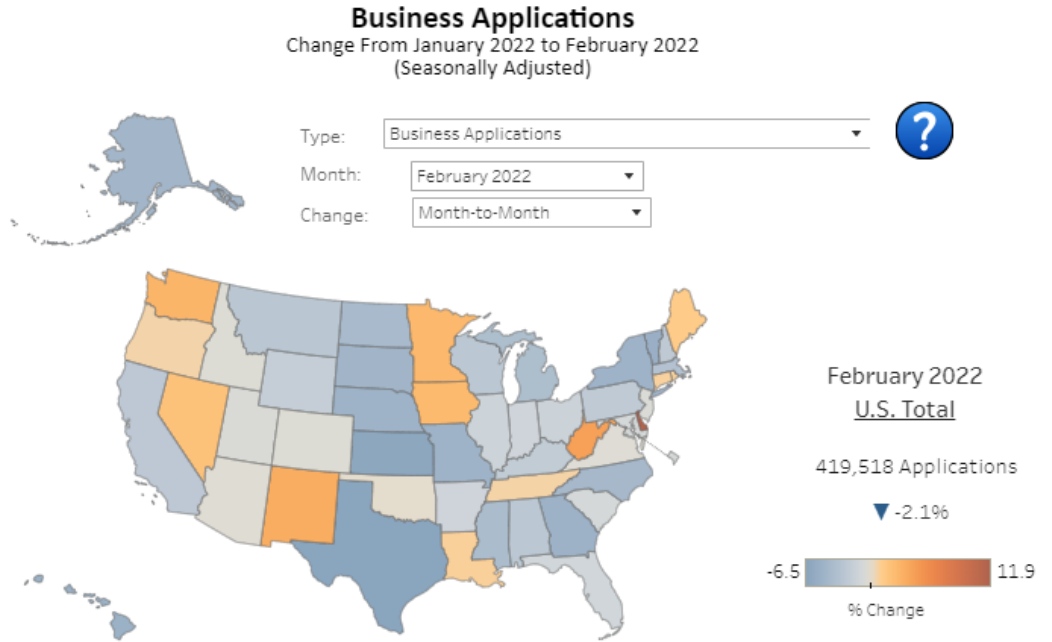 Business Applications
Change From January 2022 to February 2022
(Seasonally Adjusted)
Type: Business Applications
?
Month: February 2022
Change: Month-to-Month
February 2022
U.S. Total
419,518 Applications
-2.1%
-6.5 11.9
% Change